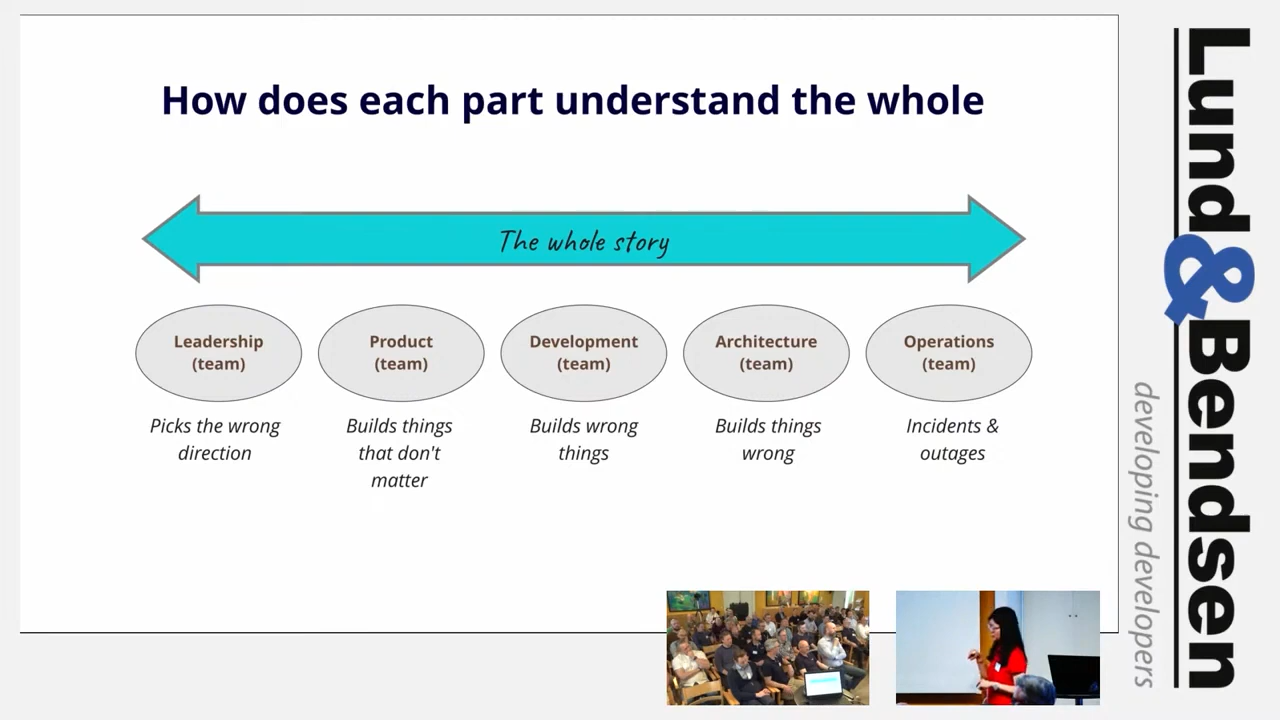 How does each part understand the whole
The whole story
Leadership
(team)
Product
(team)
Development
(team)
Architecture
(team)
Operations
(team)
Picks the wrong
direction
Builds things
that don't
matter
Builds wrong
things
Builds things
wrong
Incidents &
outages
Lund & Bendsen
developing developers